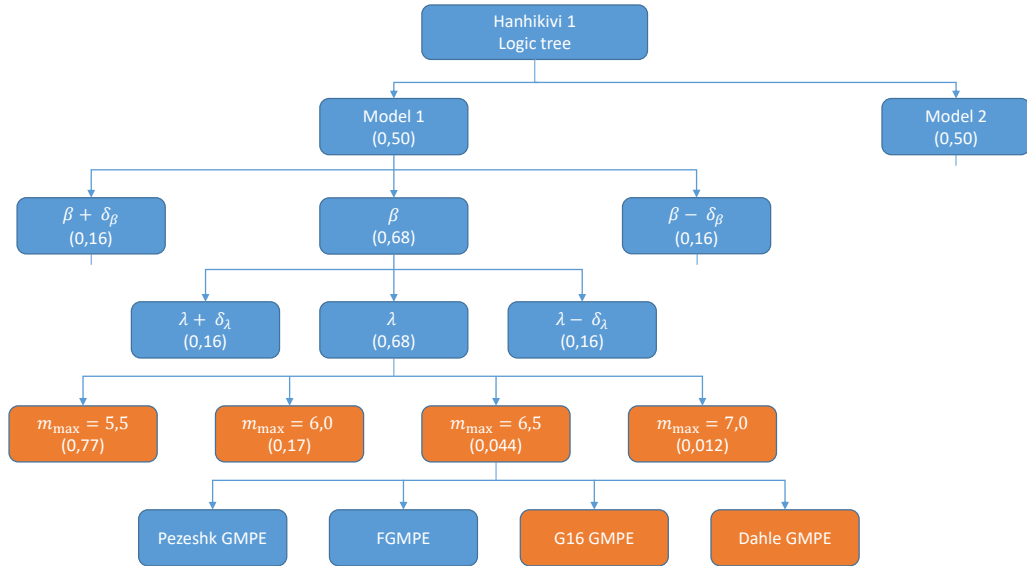 Hanhikivi 1
Logic tree
Model 1
(0,50)
Model 2
(0,50)
β + δ_β
(0,16)
β
(0,68)
β − δ_β
(0,16)
λ + δ_λ
(0,16)
λ
(0,68)
λ − δ_λ
(0,16)
m_max = 5,5
(0,77)
m_max = 6,0
(0,17)
m_max = 6,5
(0,044)
m_max = 7,0
(0,012)
Pezeshk GMPE
FGMPE
G16 GMPE
Dahle GMPE